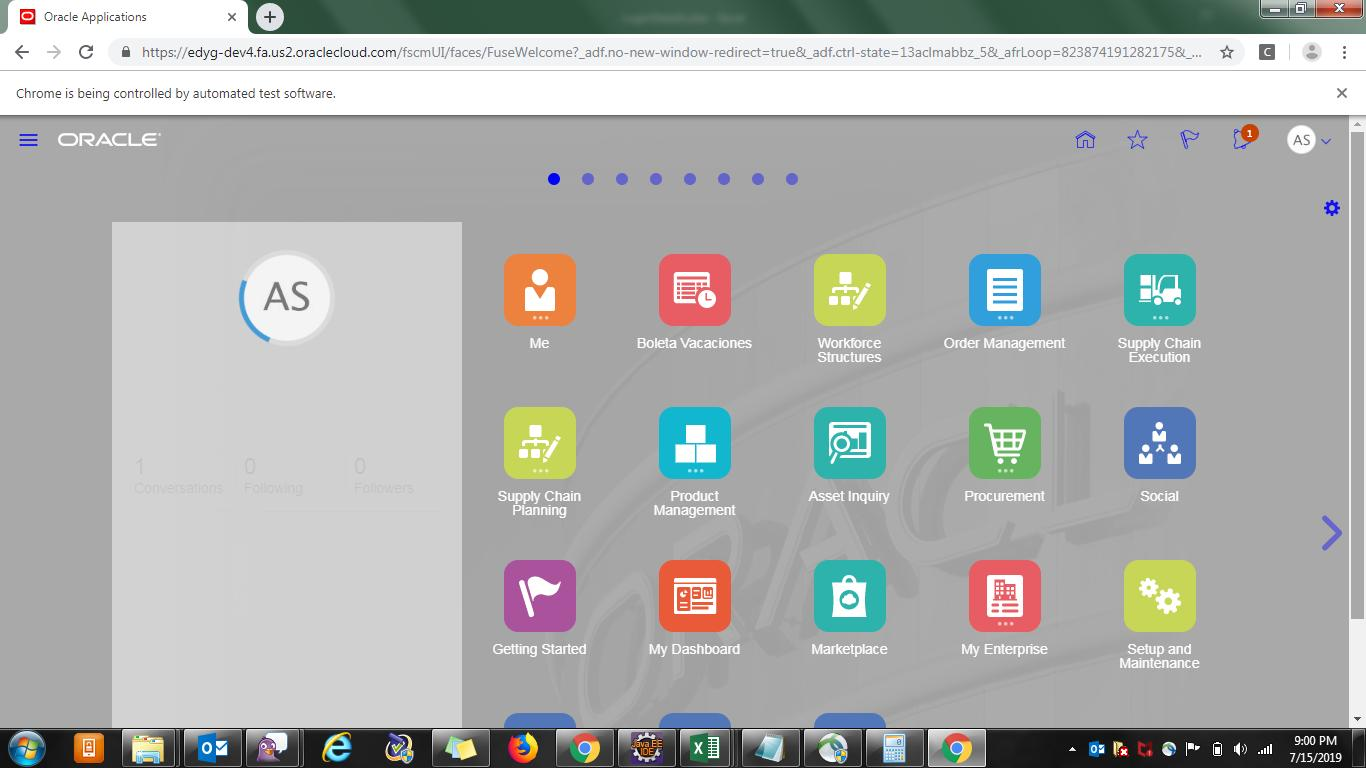 Oracle Applications
https://edyg-dev4.fa.us2.oraclecloud.com/fscmUI/faces/FuseWelcome?_adf.no-new-window-redirect=true&_adf.ctrl-state=13aclmabbz_5&_afrLoop=823874191282175&_...
C
Chrome is being controlled by automated test software.
ORACLE
1
AS
AS
1
Conversations
0
Following
0
Followers
Me
Boleta Vacaciones
Workforce
Structures
Order Management
Supply Chain
Execution
Supply Chain
Planning
Product
Management
Asset Inquiry
Procurement
Social
Getting Started
My Dashboard
Marketplace
My Enterprise
Setup and
Maintenance
ORACL
Java EE
IDE
9:00 PM
7/15/2019